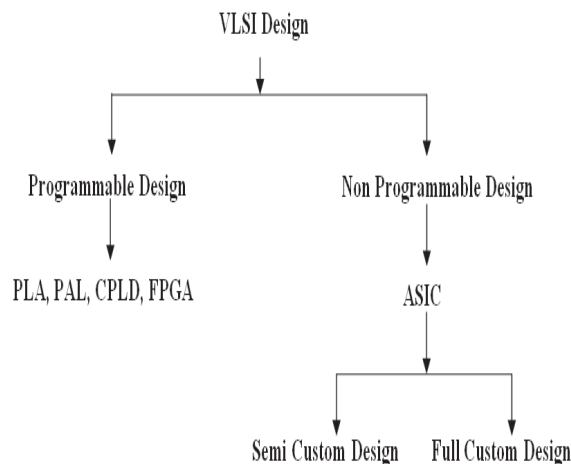 VLSI Design
Programmable Design
Non Programmable Design
PLA, PAL, CPLD, FPGA
ASIC
Semi Custom Design
Full Custom Design